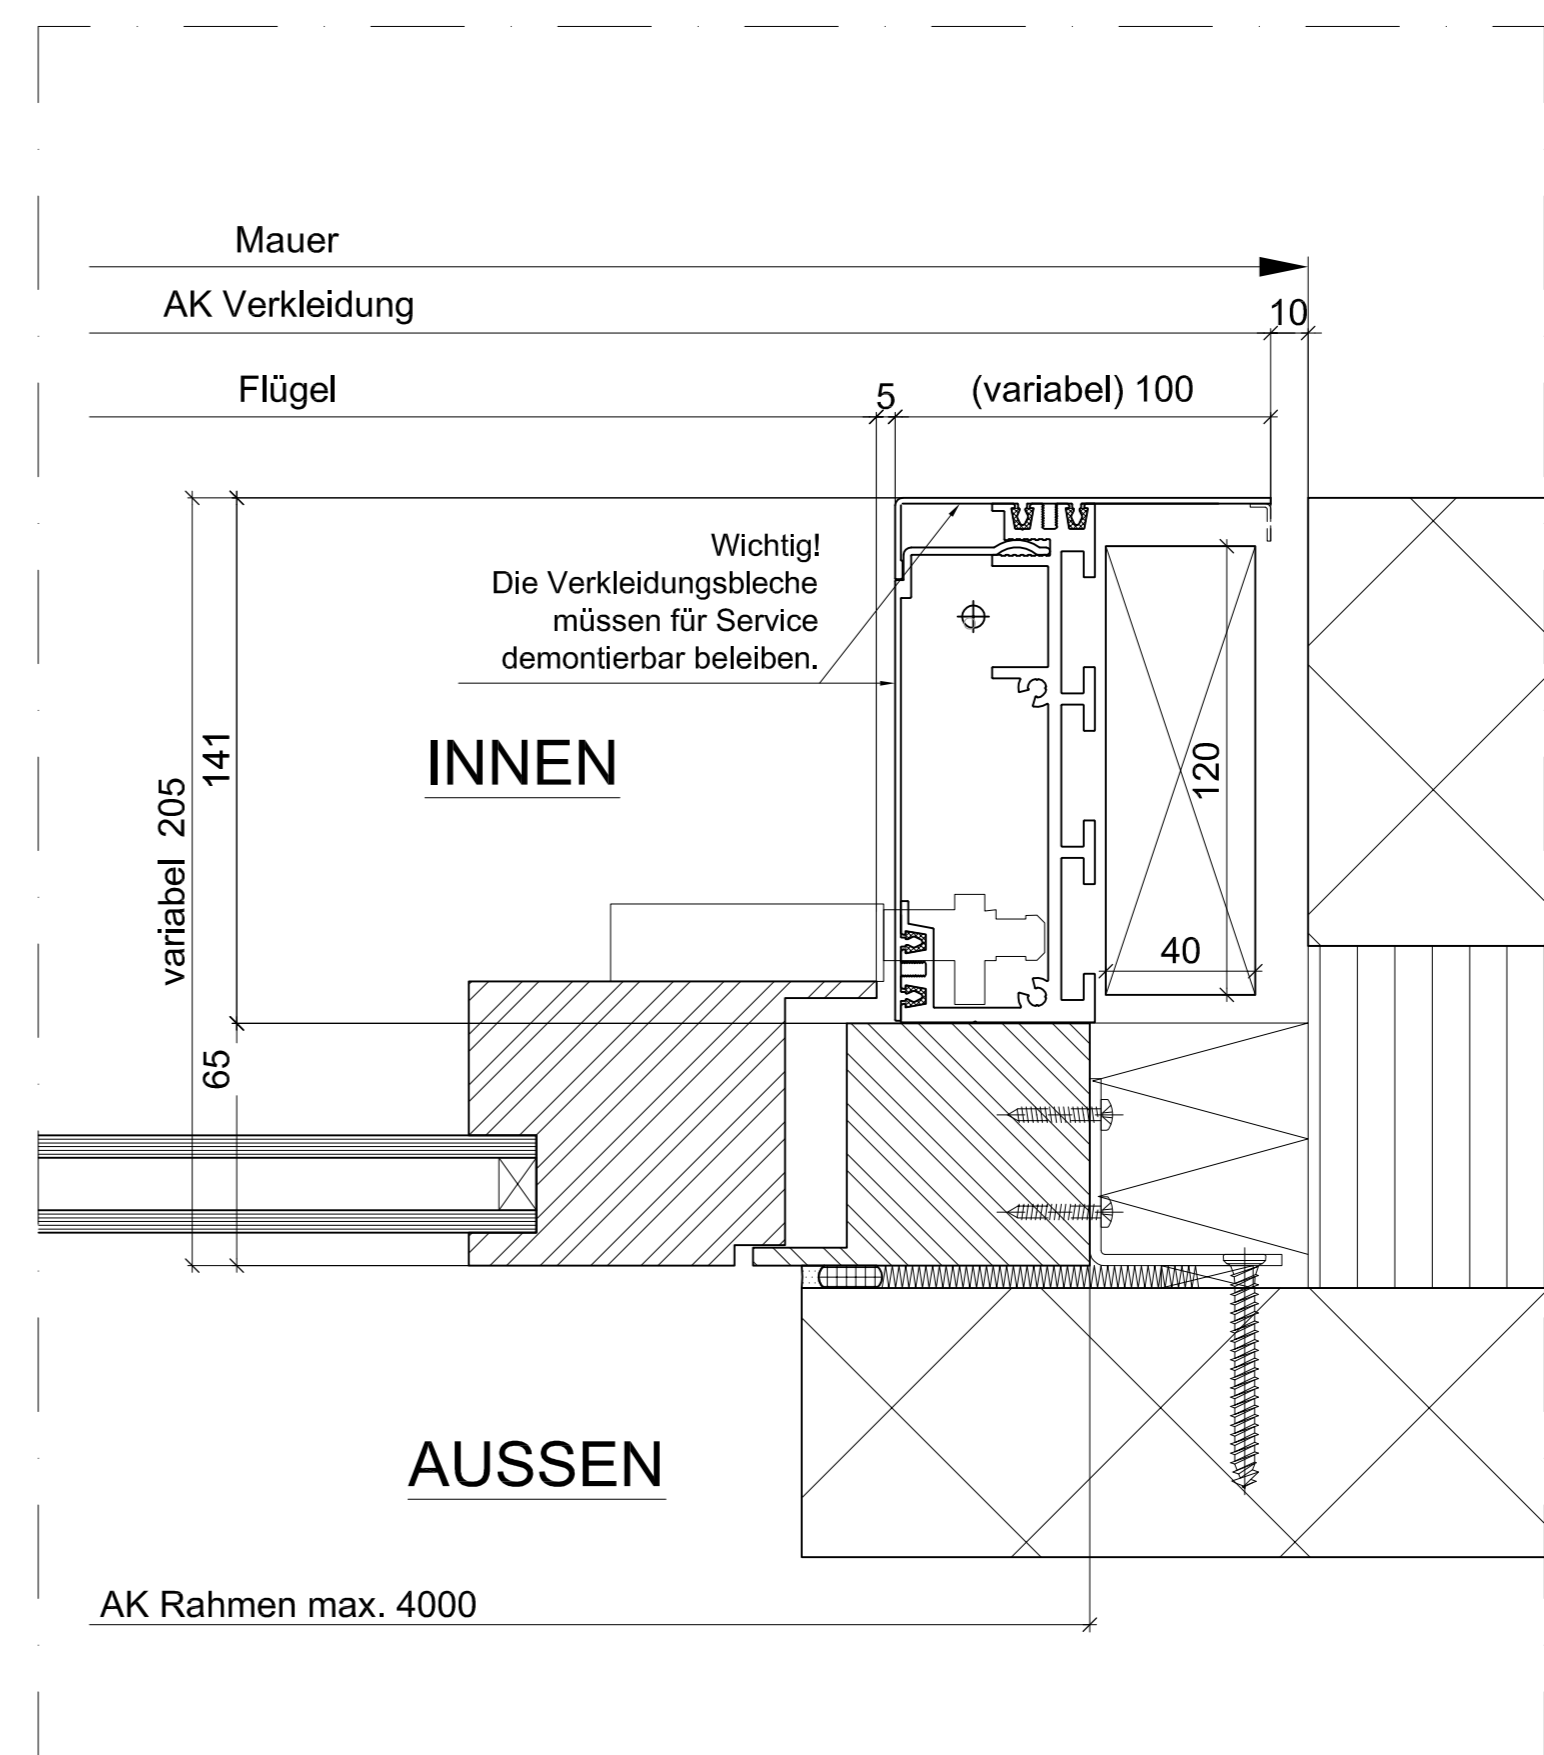 Mauer
AK Verkleidung
10
Flügel
5
(variabel) 100
Wichtig!
Die Verkleidungsbleche
müssen für Service
demontierbar beleiben.
INNEN
141
variabel 205
120
40
65
AUSSEN
AK Rahmen max. 4000